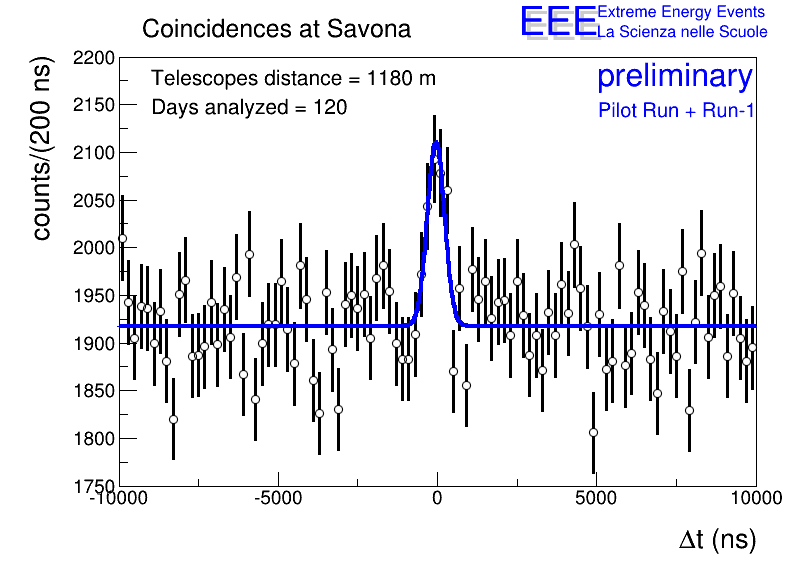 Coincidences at Savona
EEE
Extreme Energy Events
La Scienza nelle Scuole
Telescopes distance = 1180 m
Days analyzed = 120
preliminary
Pilot Run + Run-1
counts/(200 ns)
2200
2150
2100
2050
2000
1950
1900
1850
1800
1750
-10000
-5000
0
5000
10000
Δt (ns)